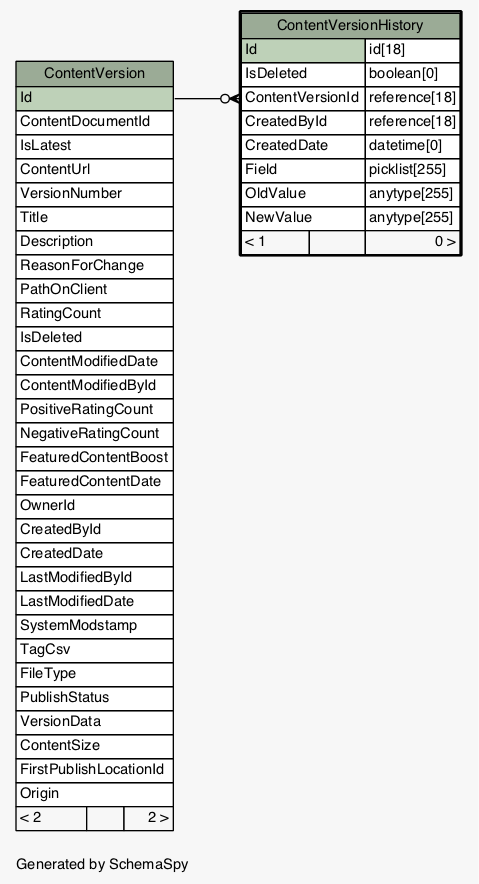 ContentVersionHistory
Id id[18]
IsDeleted boolean[0]
ContentVersionId reference[18]
CreatedById reference[18]
CreatedDate datetime[0]
Field picklist[255]
OldValue anytype[255]
NewValue anytype[255]
< 1 0 >
ContentVersion
Id
ContentDocumentId
IsLatest
ContentUrl
VersionNumber
Title
Description
ReasonForChange
PathOnClient
RatingCount
IsDeleted
ContentModifiedDate
ContentModifiedById
PositiveRatingCount
NegativeRatingCount
FeaturedContentBoost
FeaturedContentDate
OwnerId
CreatedById
CreatedDate
LastModifiedById
LastModifiedDate
SystemModstamp
TagCsv
FileType
PublishStatus
VersionData
ContentSize
FirstPublishLocationId
Origin
< 2 2 >
Generated by SchemaSpy